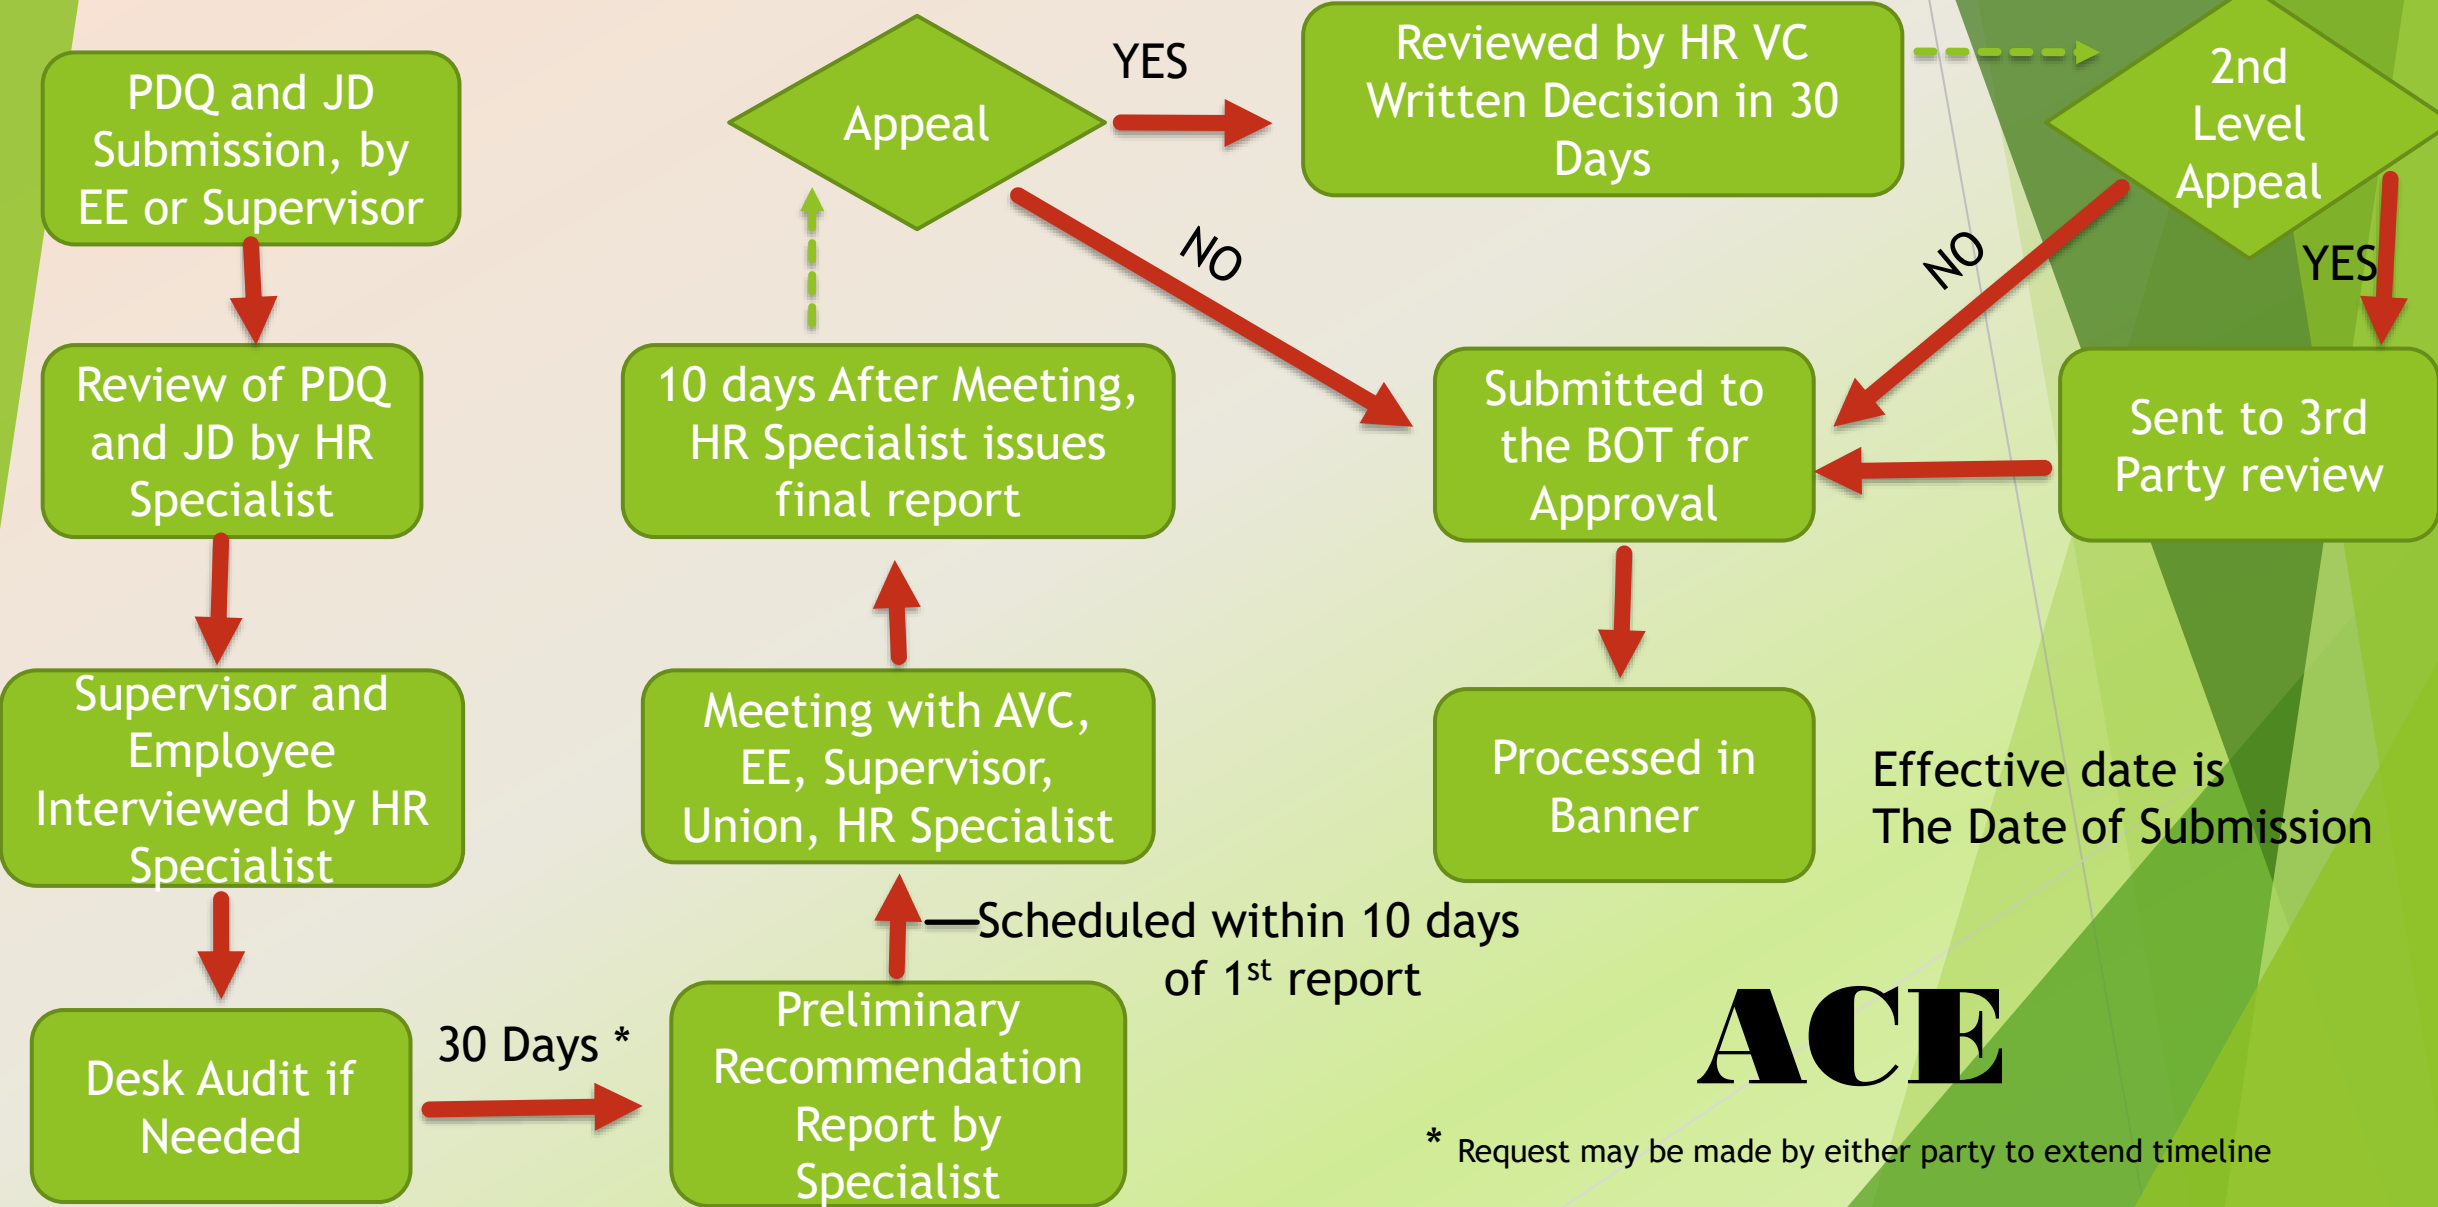 PDQ and JD
Submission, by
EE or Supervisor
Review of PDQ
and JD by HR
Specialist
Supervisor and
Employee
Interviewed by HR
Specialist
Desk Audit if
Needed
30 Days *
Preliminary
Recommendation
Report by
Specialist
—Scheduled within 10 days
of 1st report
Meeting with AVC,
EE, Supervisor,
Union, HR Specialist
10 days After Meeting,
HR Specialist issues
final report
Appeal
YES
NO
Reviewed by HR VC
Written Decision in 30
Days
2nd
Level
Appeal
NO
YES
Sent to 3rd
Party review
Submitted to
the BOT for
Approval
Processed in
Banner
Effective date is
The Date of Submission
ACE
* Request may be made by either party to extend timeline